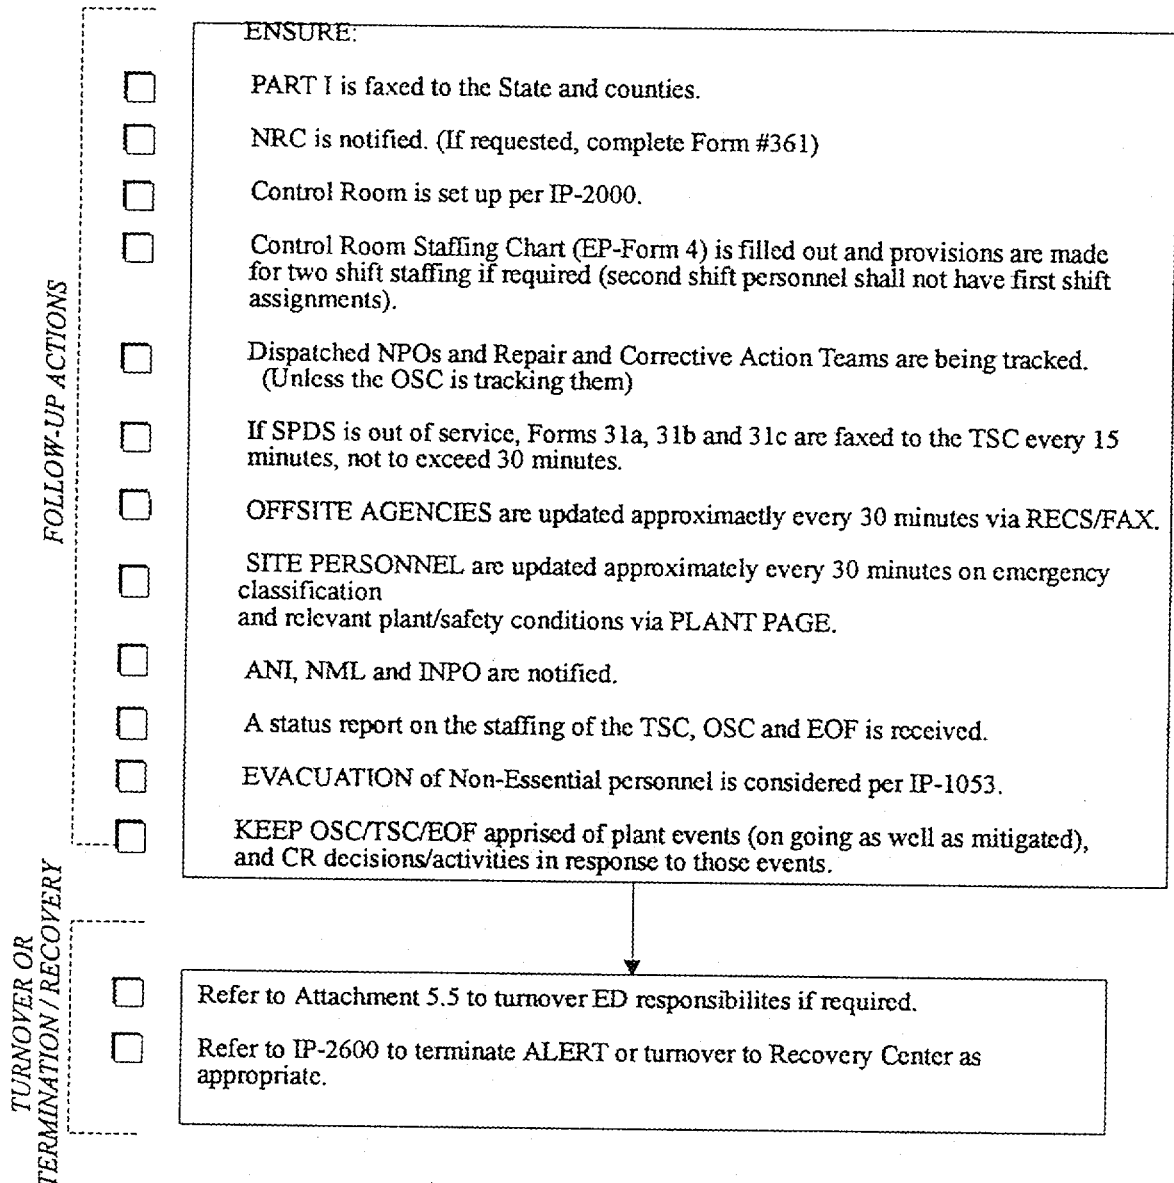 ENSURE:
PART I is faxed to the State and counties.
NRC is notified. (If requested, complete Form #361)
Control Room is set up per IP-2000.
Control Room Staffing Chart (EP-Form 4) is filled out and provisions are made
for two shift staffing if required (second shift personnel shall not have first shift
assignments).
Dispatched NPOs and Repair and Corrective Action Teams are being tracked.
(Unless the OSC is tracking them)
If SPDS is out of service, Forms 31a, 31b and 31c are faxed to the TSC every 15
minutes, not to exceed 30 minutes.
OFFSITE AGENCIES are updated approximactly every 30 minutes via RECS/FAX.
SITE PERSONNEL are updated approximately every 30 minutes on emergency
classification
and relevant plant/safety conditions via PLANT PAGE.
ANI, NML and INPO are notified.
A status report on the staffing of the TSC, OSC and EOF is received.
EVACUATION of Non-Essential personnel is considered per IP-1053.
KEEP OSC/TSC/EOF apprised of plant events (on going as well as mitigated),
and CR decisions/activities in response to those events.
FOLLOW-UP ACTIONS
Refer to Attachment 5.5 to turnover ED responsibilites if required.
Refer to IP-2600 to terminate ALERT or turnover to Recovery Center as
appropriate.
TURNOVER OR
TERMINATION / RECOVERY